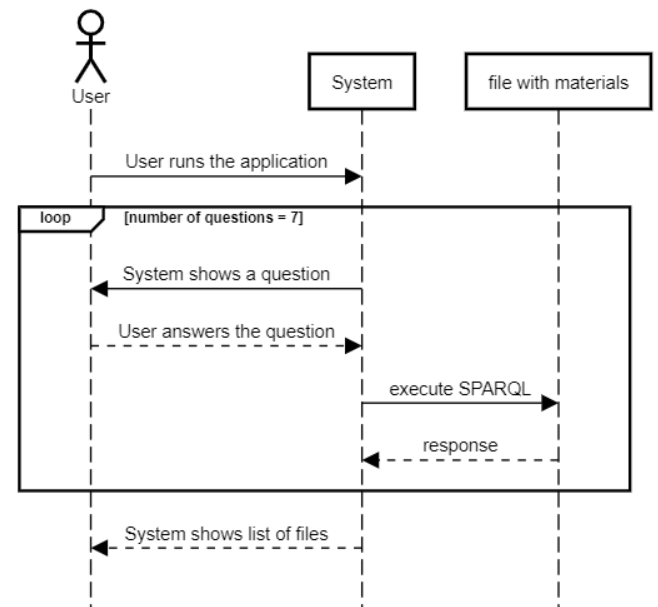 User
System
file with materials
User runs the application
loop
[number of questions = 7]
System shows a question
User answers the question
execute SPARQL
response
System shows list of files